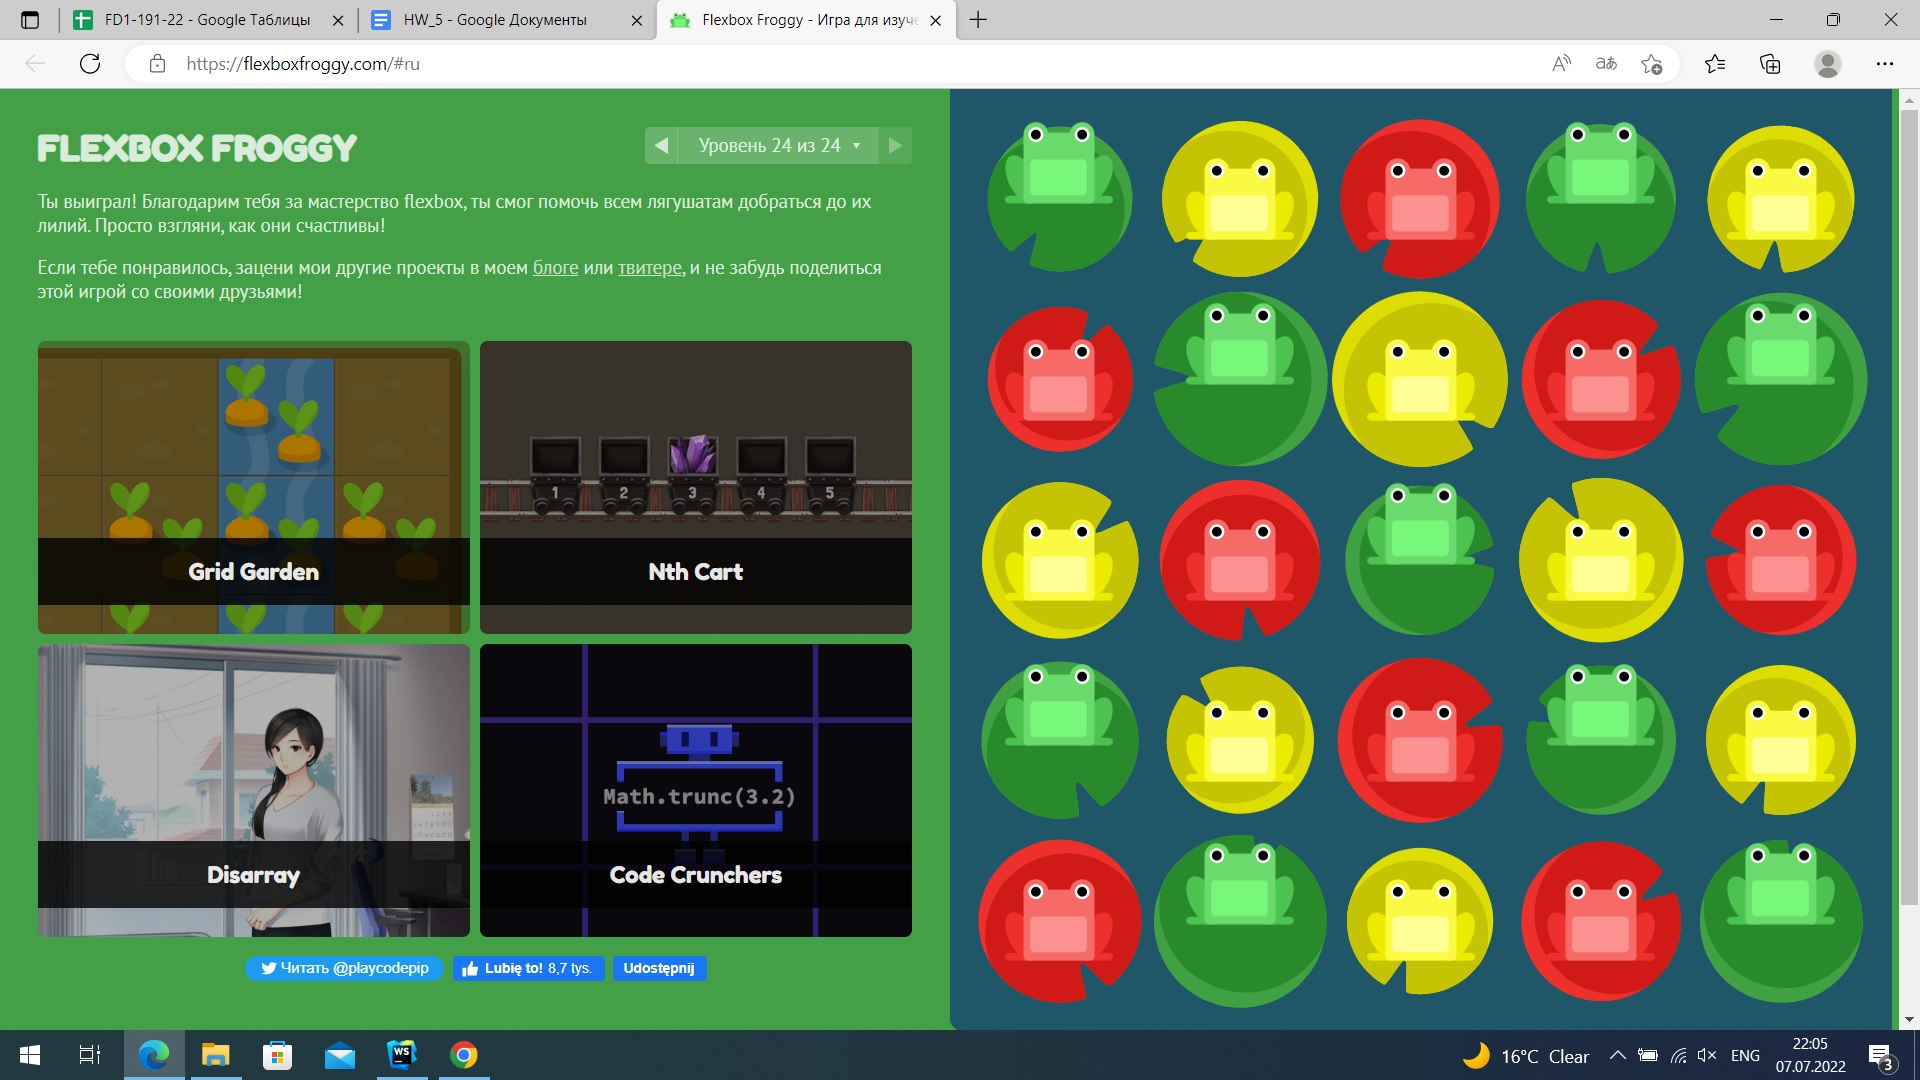 FD1-191-22 - Google Таблицы
HW_5 - Google Документы
Flexbox Froggy - Игра для изуче
https://flexboxfroggy.com/#ru
FLEXBOX FROGGY
Уровень 24 из 24
Ты выиграл! Благодарим тебя за мастерство flexbox, ты смог помочь всем лягушатам добраться до их
лилий. Просто взгляни, как они счастливы!
Если тебе понравилось, зацени мои другие проекты в моем блоге или твитере, и не забудь поделиться
этой игрой со своими друзьями!
1 2 3 4 5
Grid Garden
Nth Cart
Math.trunc(3.2)
Disarray
Code Crunchers
Читать @playcodepip
Lubię to! 8,7 tys.
Udostępnij
WS
16°C Clear
ENG
22:05
07.07.2022
3